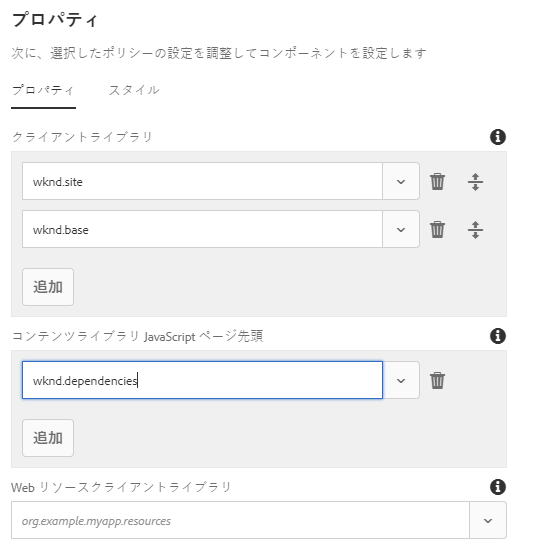 プロパティ
次に、選択したポリシーの設定を調整してコンポーネントを設定します
プロパティ スタイル
クライアントライブラリ
wknd.site
wknd.base
追加
コンテンツライブラリ JavaScript ページ先頭
wknd.dependencies
追加
Web リソースクライアントライブラリ
org.example.myapp.resources